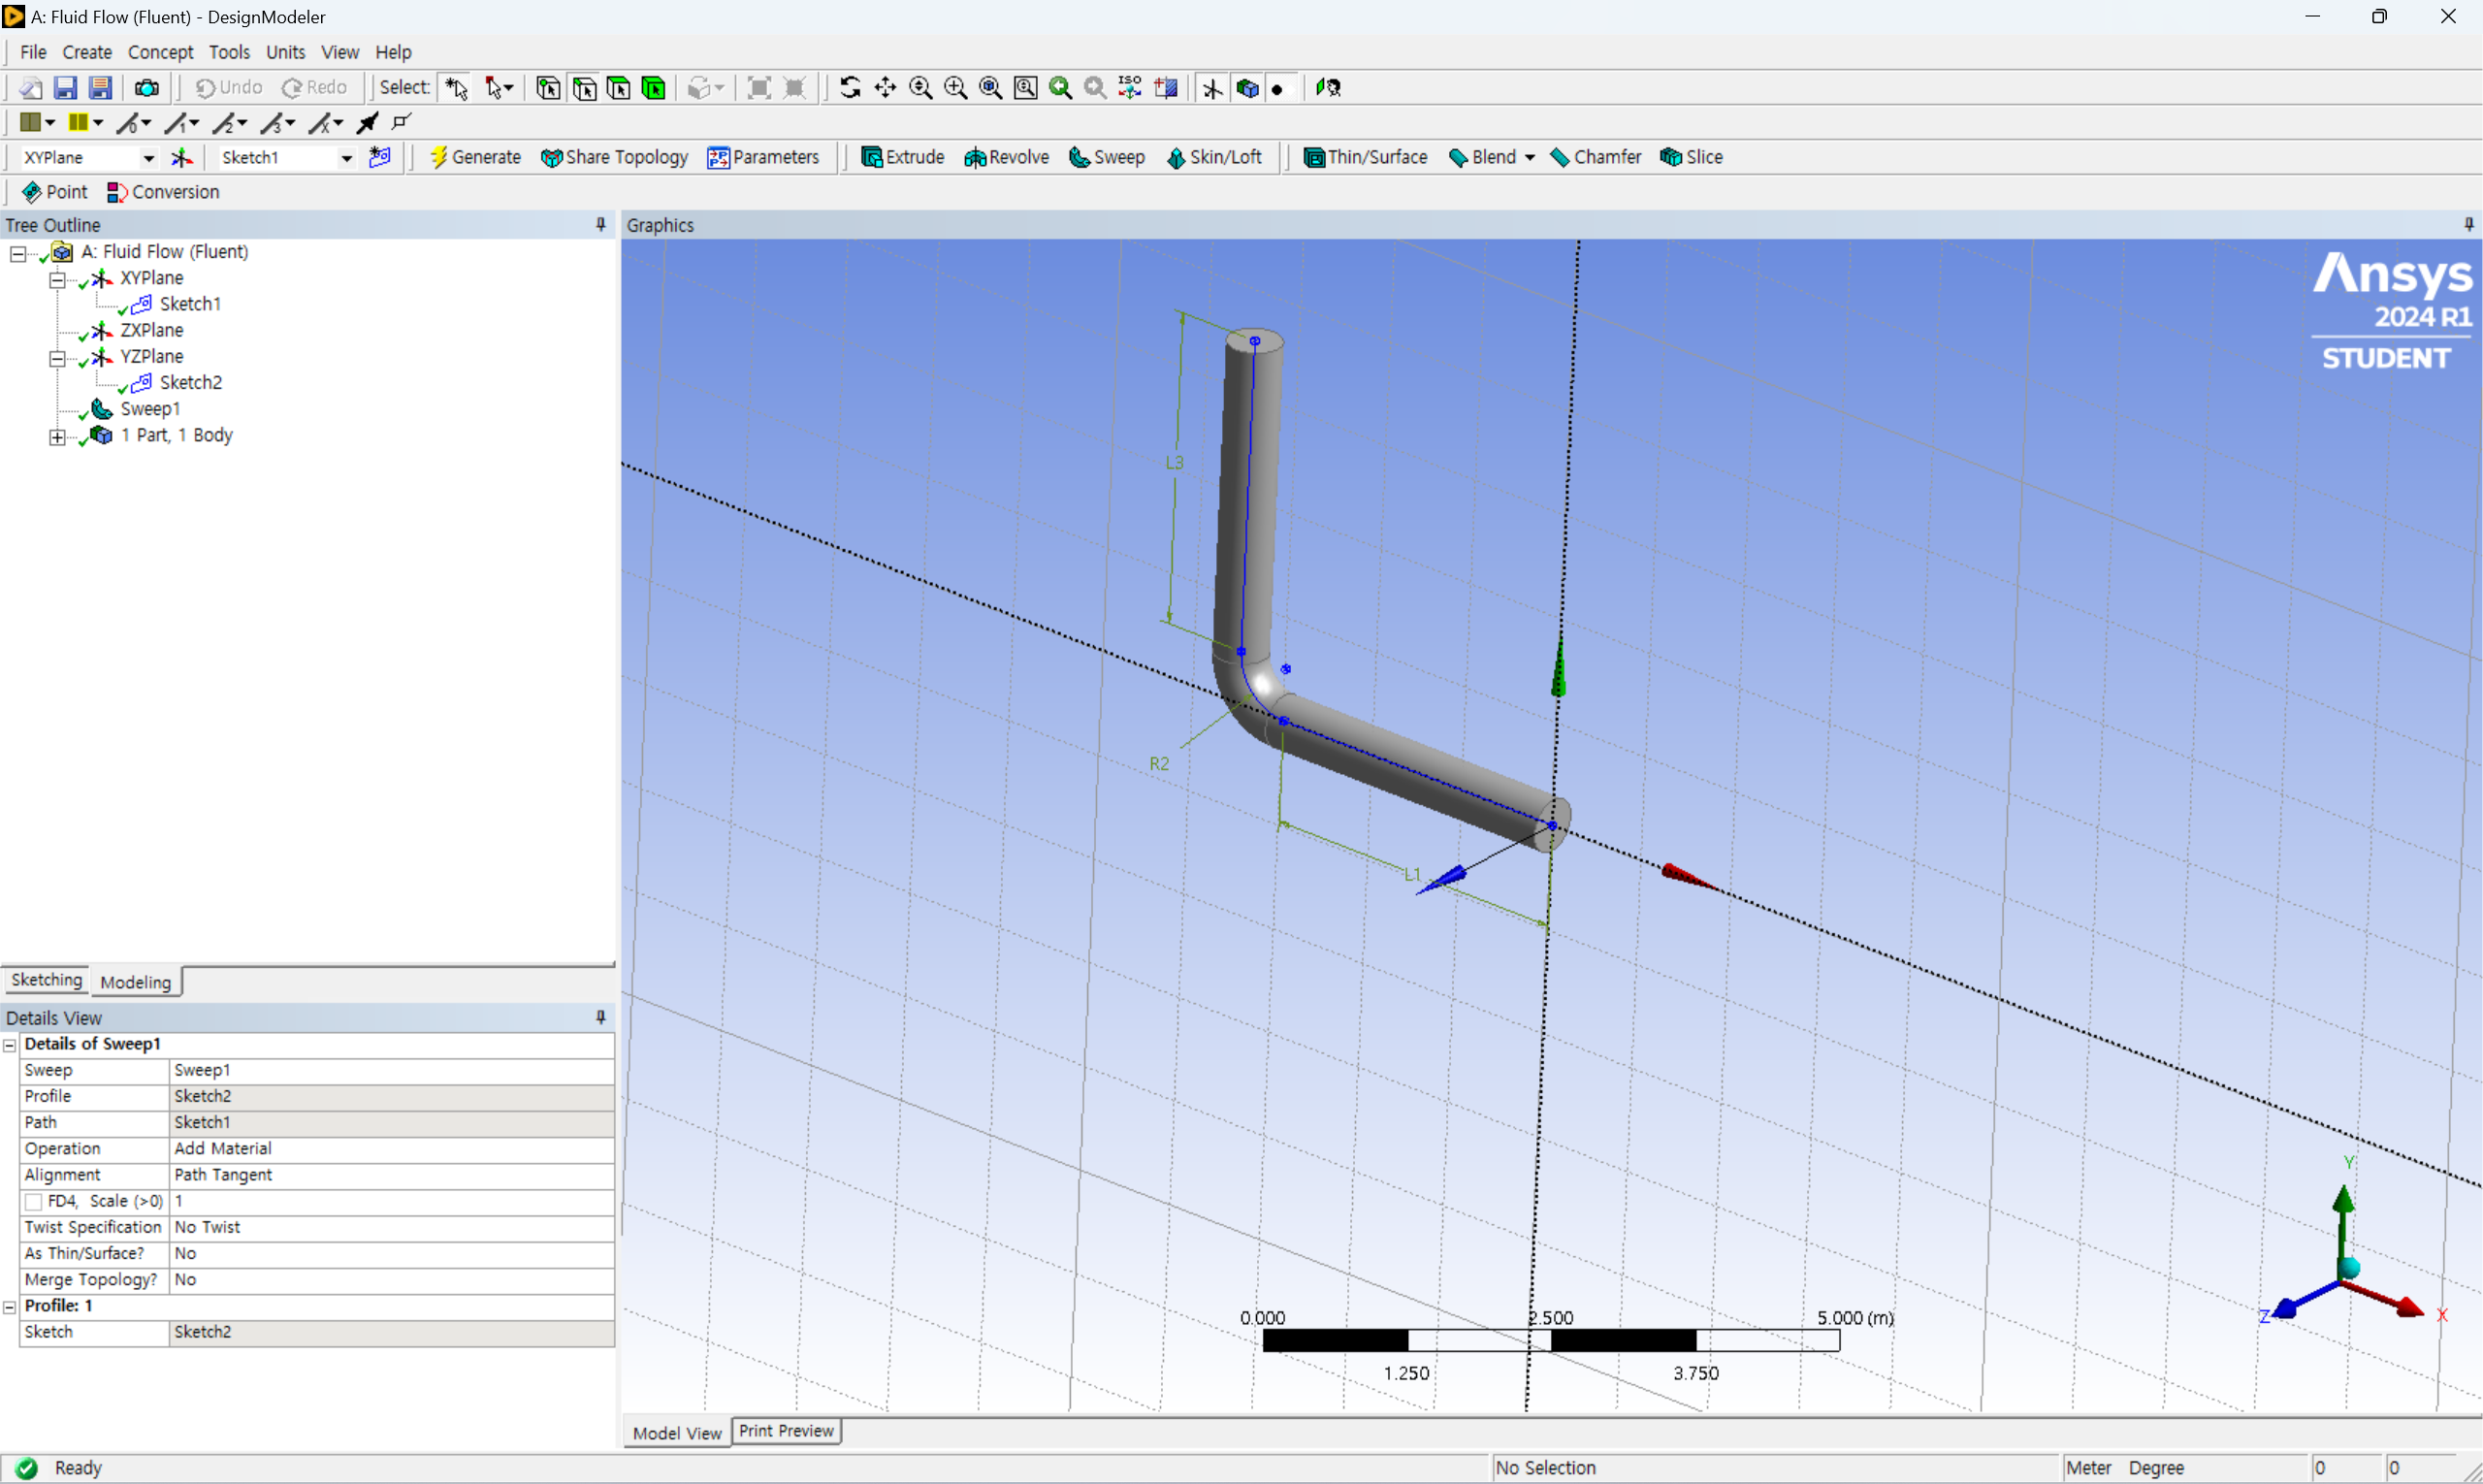 A: Fluid Flow (Fluent) - DesignModeler
File Create Concept Tools Units View Help
Undo Redo Select: ISO
XYPlane Sketch1 Generate Share Topology Parameters Extrude Revolve Sweep Skin/Loft Thin/Surface Blend Chamfer Slice
Point Conversion
Tree Outline
A: Fluid Flow (Fluent)
XYPlane
Sketch1
ZXPlane
YZPlane
Sketch2
Sweep1
1 Part, 1 Body
Sketching Modeling
Details View
Details of Sweep1
Sweep Sweep1
Profile Sketch2
Path Sketch1
Operation Add Material
Alignment Path Tangent
FD4, Scale (>0) 1
Twist Specification No Twist
As Thin/Surface? No
Merge Topology? No
Profile: 1
Sketch Sketch2
Graphics
Ansys
2024 R1
STUDENT
L3
R2
L1
Y
Z
X
0.000 2.500 5.000 (m)
1.250 3.750
Model View Print Preview
Ready No Selection Meter Degree 0 0